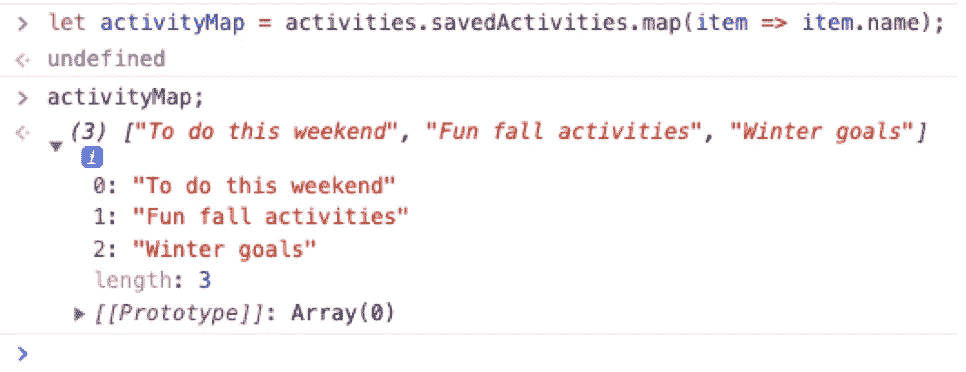 > let activityMap = activities.savedActivities.map(item => item.name);
undefined
> activityMap;
(3) ["To do this weekend", "Fun fall activities", "Winter goals"]
i
0: "To do this weekend"
1: "Fun fall activities"
2: "Winter goals"
length: 3
[[Prototype]]: Array(0)
>